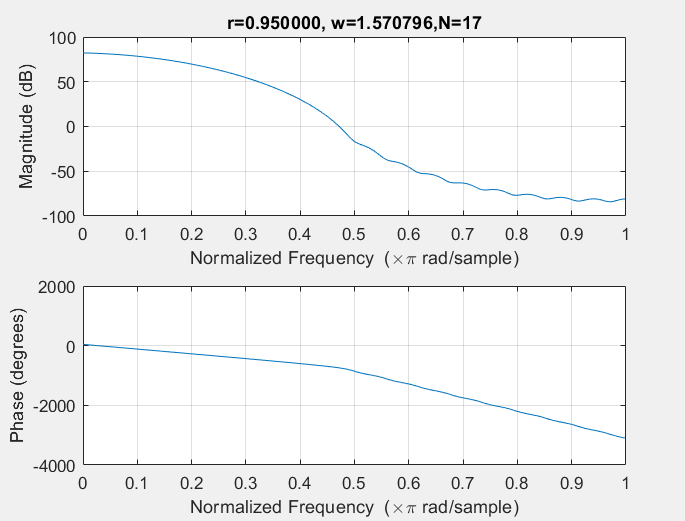 r=0.950000, w=1.570796,N=17
100
50
0
-50
-100
Magnitude (dB)
0 0.1 0.2 0.3 0.4 0.5 0.6 0.7 0.8 0.9 1
Normalized Frequency (×π rad/sample)
2000
0
-2000
-4000
Phase (degrees)
0 0.1 0.2 0.3 0.4 0.5 0.6 0.7 0.8 0.9 1
Normalized Frequency (×π rad/sample)